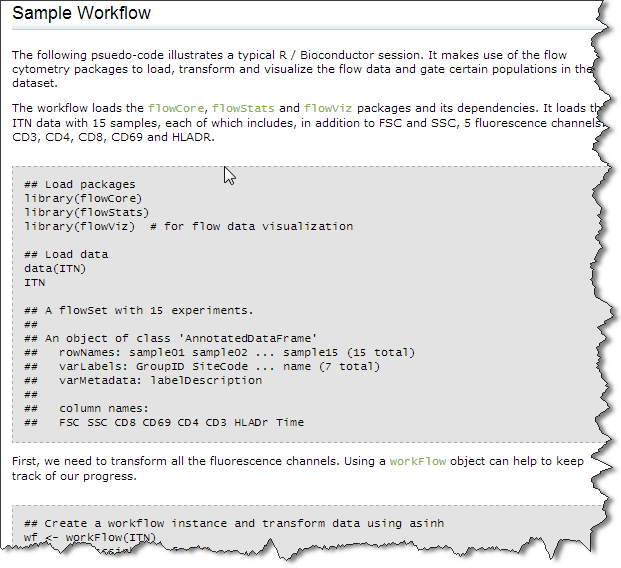 Sample Workflow
The following psuedo-code illustrates a typical R / Bioconductor session. It makes use of the flow
cytometry packages to load, transform and visualize the flow data and gate certain populations in the
dataset.
The workflow loads the flowCore, flowStats and flowViz packages and its dependencies. It loads th
ITN data with 15 samples, each of which includes, in addition to FSC and SSC, 5 fluorescence channels
CD3, CD4, CD8, CD69 and HLADR.
## Load packages
library(flowCore)
library(flowStats)
library(flowViz)  # for flow data visualization
## Load data
data(ITN)
ITN
## A flowSet with 15 experiments.
##
## An object of class 'AnnotatedDataFrame'
##   rowNames: sample01 sample02 ... sample15 (15 total)
##   varLabels: GroupID SiteCode ... name (7 total)
##   varMetadata: labelDescription
##
##   column names:
##   FSC SSC CD8 CD69 CD4 CD3 HLADr Time
First, we need to transform all the fluorescence channels. Using a workFlow object can help to keep
track of our progress.
## Create a workflow instance and transform data using asinh
wf <- workFlow(ITN)